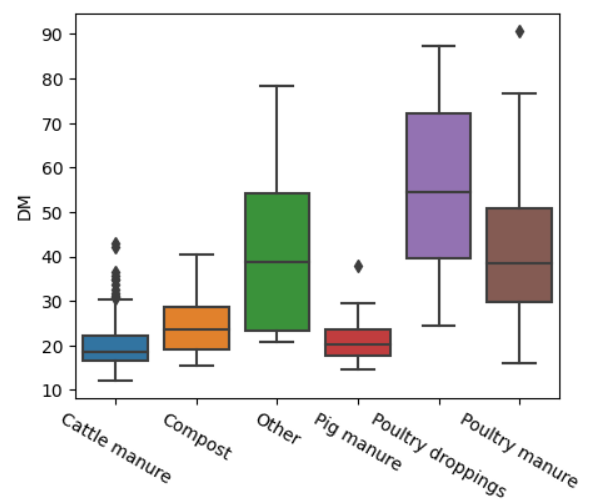 90
80
70
60
50
40
30
20
10
DM
Cattle manure
Compost
Other
Pig manure
Poultry droppings
Poultry manure